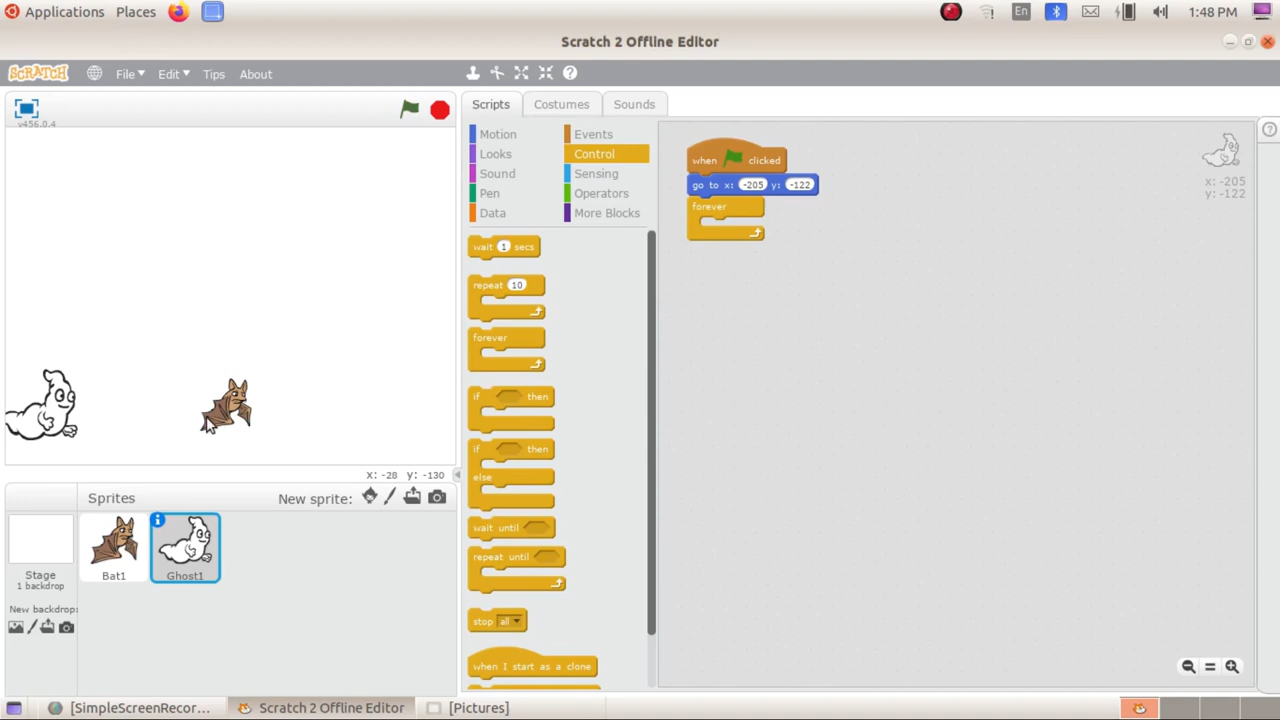 Applications Places En 1:48 PM
Scratch 2 Offline Editor
SCRATCH File Edit Tips About
v456.0.4
Scripts Costumes Sounds
Motion Events
Looks Control
Sound Sensing
Pen Operators
Data More Blocks
wait 1 secs
repeat 10
forever
if then
if then
else
wait until
repeat until
stop all
when I start as a clone
when clicked
go to x: -205 y: -122
forever
x: -205
y: -122
x: -28 y: -130
Sprites New sprite:
Stage
1 backdrop
New backdrop:
Bat1
Ghost1
[SimpleScreenRecor... Scratch 2 Offline Editor [Pictures]